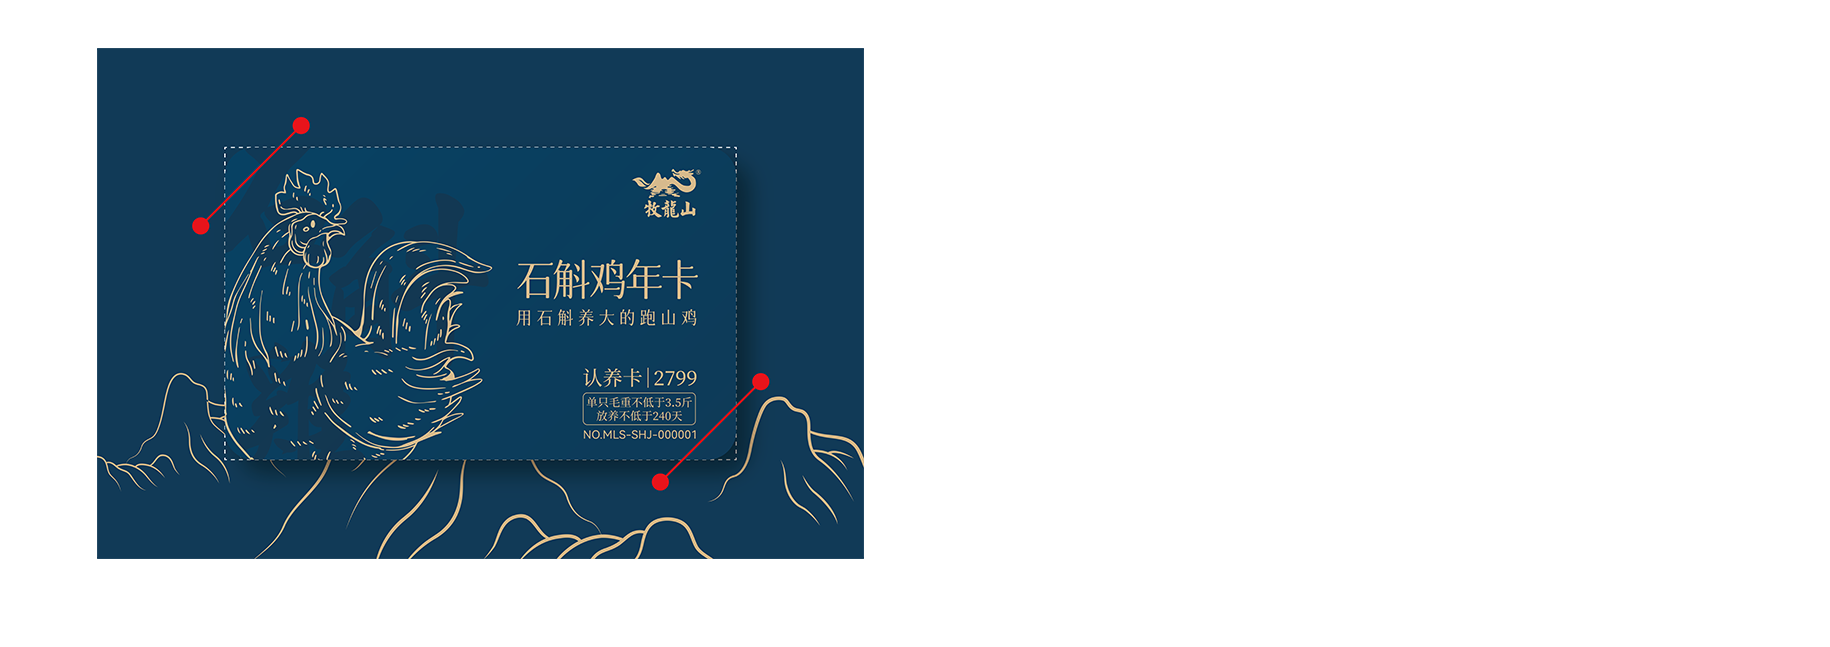 牧龍山®
石斛鸡年卡
用石斛养大的跑山鸡
认养卡|2799
单只毛重不低于3.5斤
放养不低于240天
NO.MLS-SHJ-000001